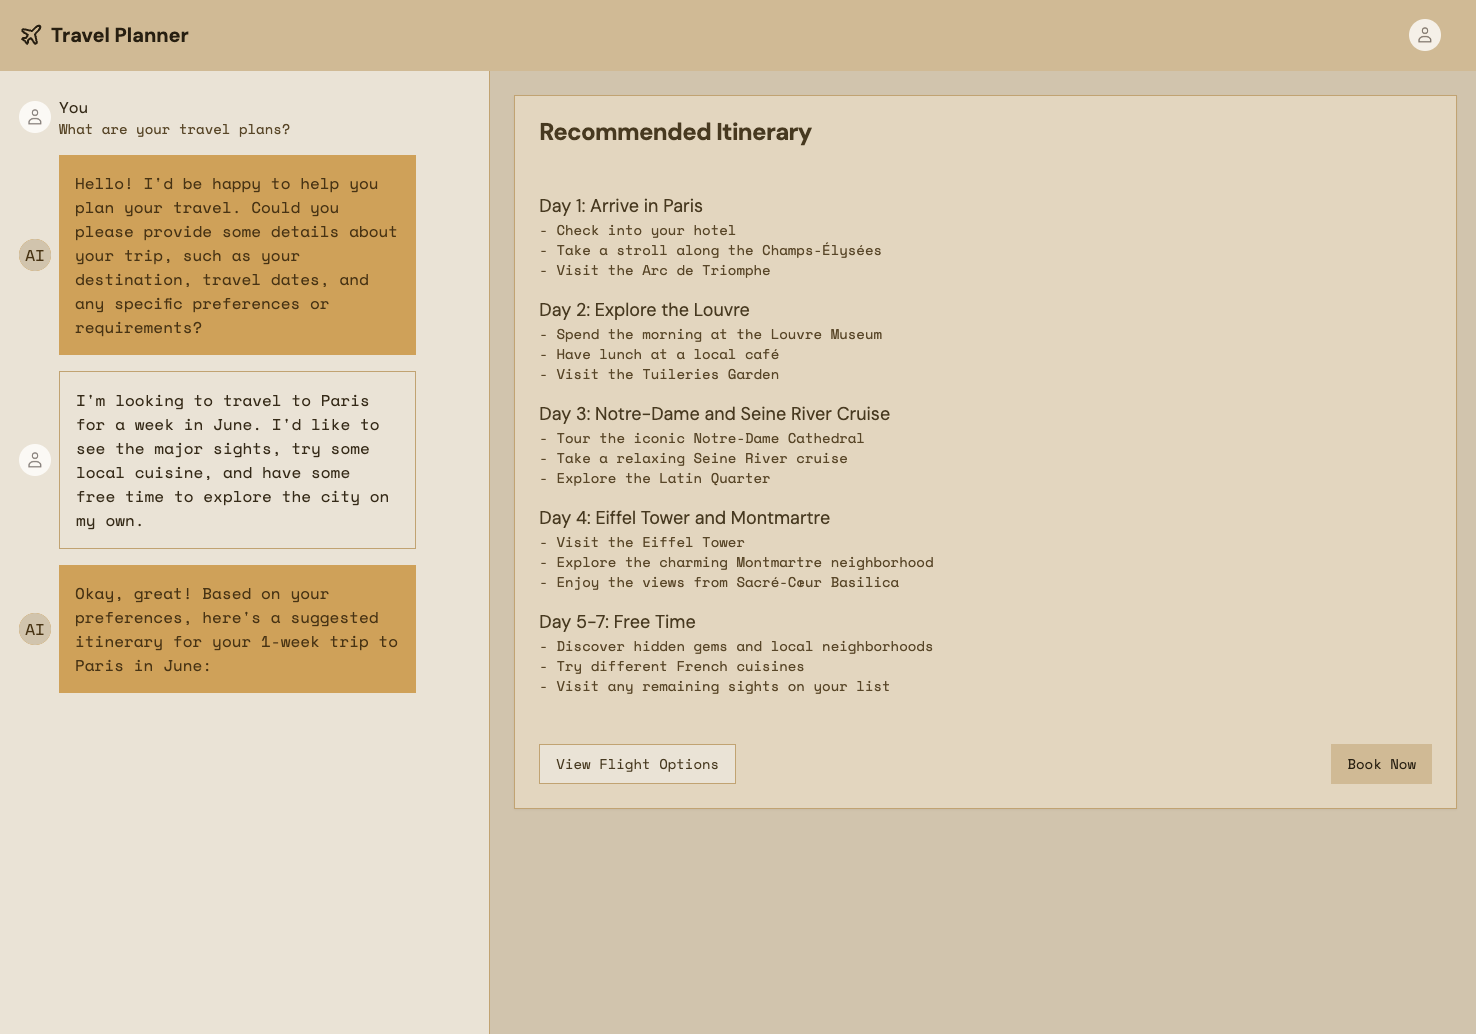 Travel Planner
You
What are your travel plans?
AI
Hello! I'd be happy to help you
plan your travel. Could you
please provide some details about
your trip, such as your
destination, travel dates, and
any specific preferences or
requirements?
I'm looking to travel to Paris
for a week in June. I'd like to
see the major sights, try some
local cuisine, and have some
free time to explore the city on
my own.
AI
Okay, great! Based on your
preferences, here's a suggested
itinerary for your 1-week trip to
Paris in June:
Recommended Itinerary
Day 1: Arrive in Paris
- Check into your hotel
- Take a stroll along the Champs-Élysées
- Visit the Arc de Triomphe
Day 2: Explore the Louvre
- Spend the morning at the Louvre Museum
- Have lunch at a local café
- Visit the Tuileries Garden
Day 3: Notre-Dame and Seine River Cruise
- Tour the iconic Notre-Dame Cathedral
- Take a relaxing Seine River cruise
- Explore the Latin Quarter
Day 4: Eiffel Tower and Montmartre
- Visit the Eiffel Tower
- Explore the charming Montmartre neighborhood
- Enjoy the views from Sacré-Cœur Basilica
Day 5-7: Free Time
- Discover hidden gems and local neighborhoods
- Try different French cuisines
- Visit any remaining sights on your list
View Flight Options
Book Now